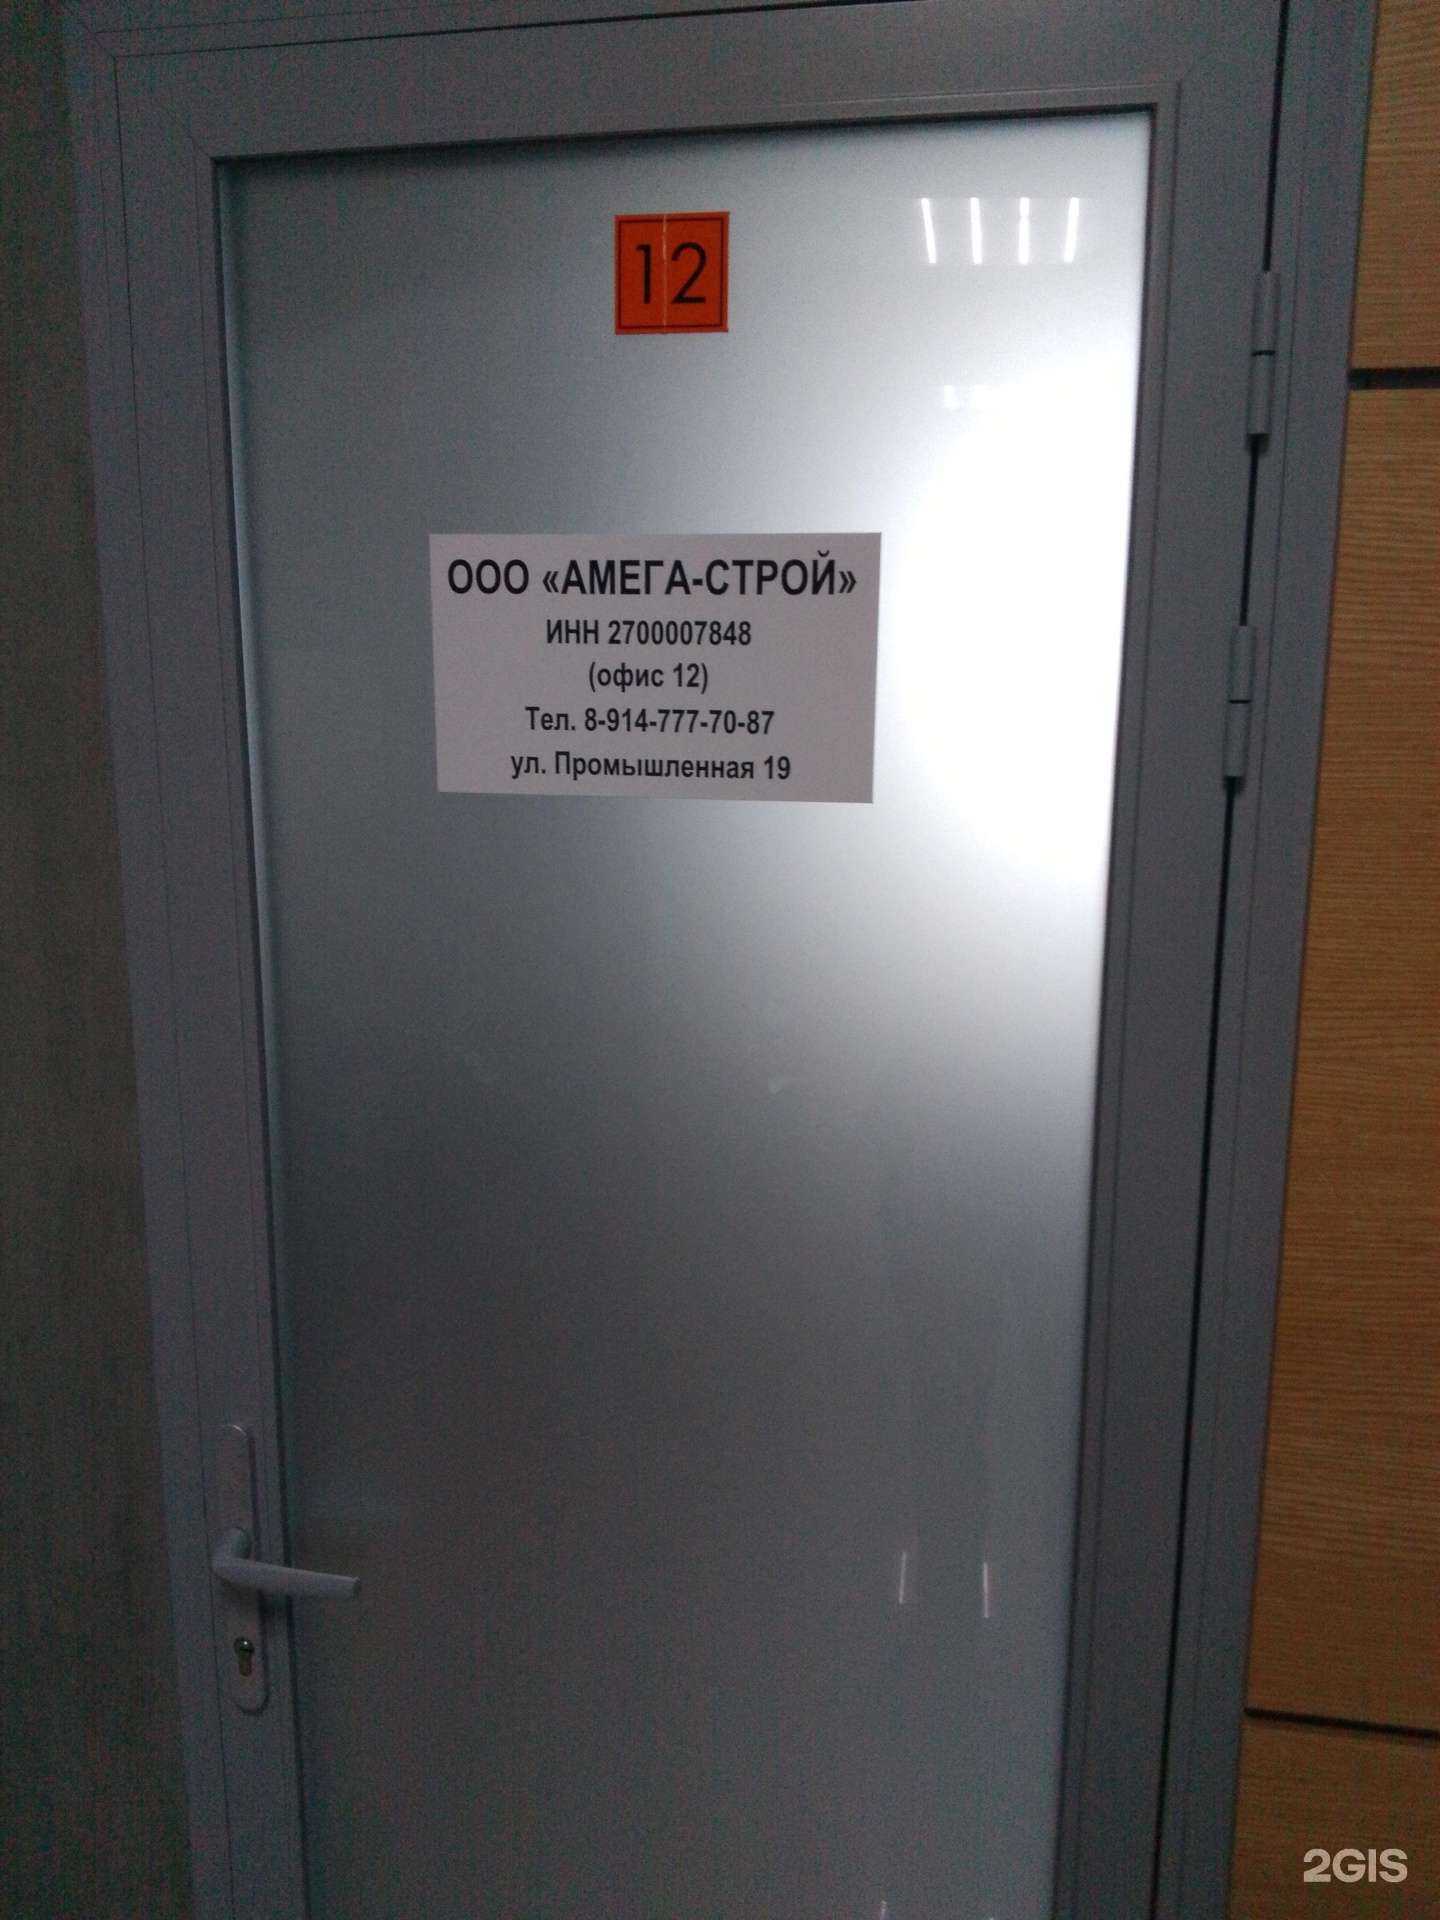 12
ООО «АМЕГА-СТРОЙ»
ИНН 2700007848
(офис 12)
Тел. 8-914-777-70-87
ул. Промышленная 19
2GIS